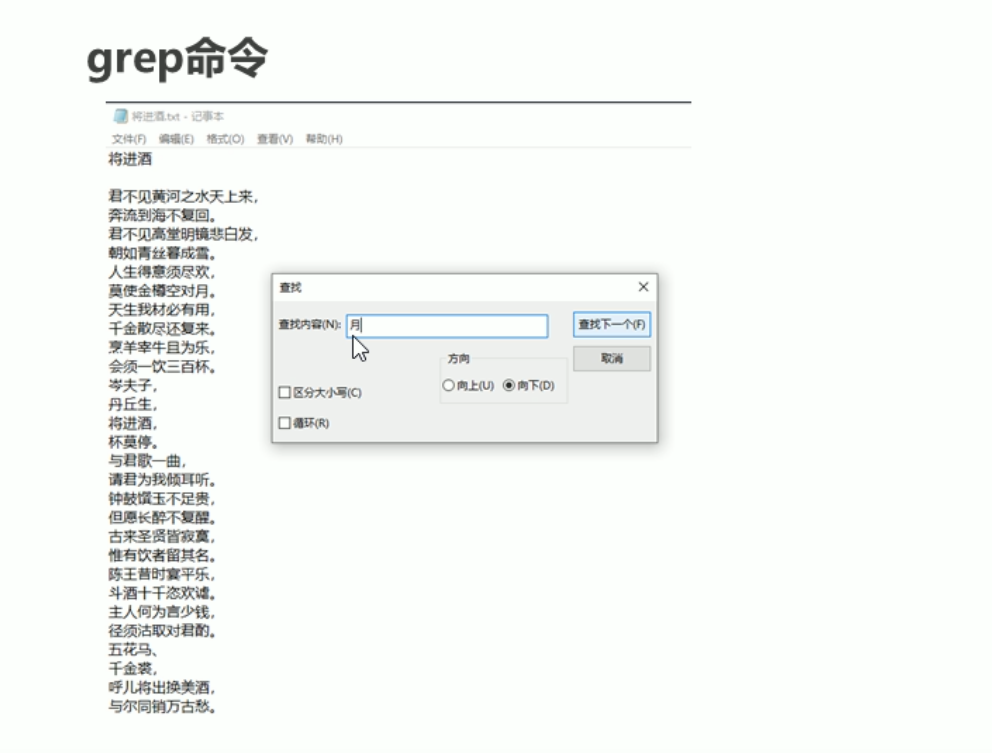 grep命令
将进酒.txt - 记事本
文件(F) 编辑(E) 格式(O) 查看(V) 帮助(H)
将进酒
君不见黄河之水天上来,
奔流到海不复回。
君不见高堂明镜悲白发,
朝如青丝暮成雪。
人生得意须尽欢,
莫使金樽空对月。
天生我材必有用,
千金散尽还复来。
烹羊宰牛且为乐,
会须一饮三百杯。
岑夫子,
丹丘生,
将进酒,
杯莫停。
与君歌一曲,
请君为我倾耳听。
钟鼓馔玉不足贵,
但愿长醉不复醒。
古来圣贤皆寂寞,
惟有饮者留其名。
陈王昔时宴平乐,
斗酒十千恣欢谑。
主人何为言少钱,
径须沽取对君酌。
五花马、
千金裘,
呼儿将出换美酒,
与尔同销万古愁。
查找
查找内容(N): 月
查找下一个(F)
取消
方向
向上(U) 向下(D)
区分大小写(C)
循环(R)